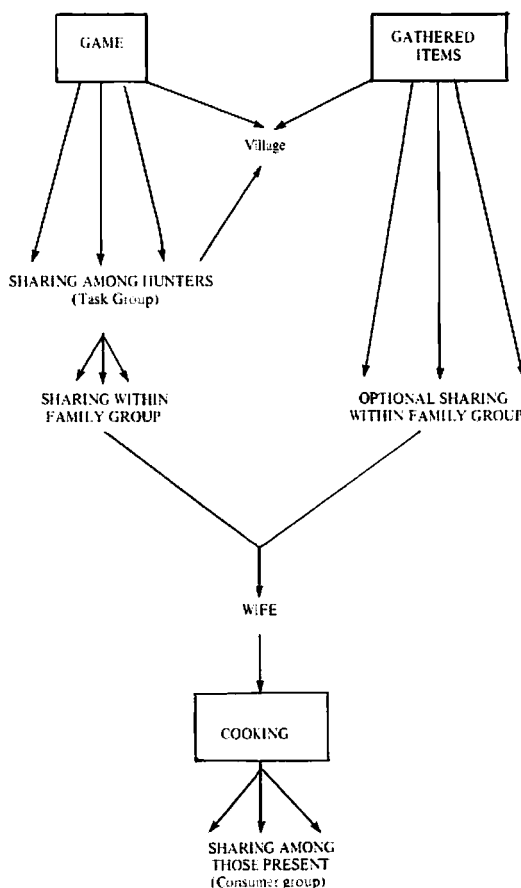 GAME
GATHERED
ITEMS
Village
SHARING AMONG HUNTERS
(Task Group)
SHARING WITHIN
FAMILY GROUP
OPTIONAL SHARING
WITHIN FAMILY GROUP
WIFE
COOKING
SHARING AMONG
THOSE PRESENT
(Consumer group)